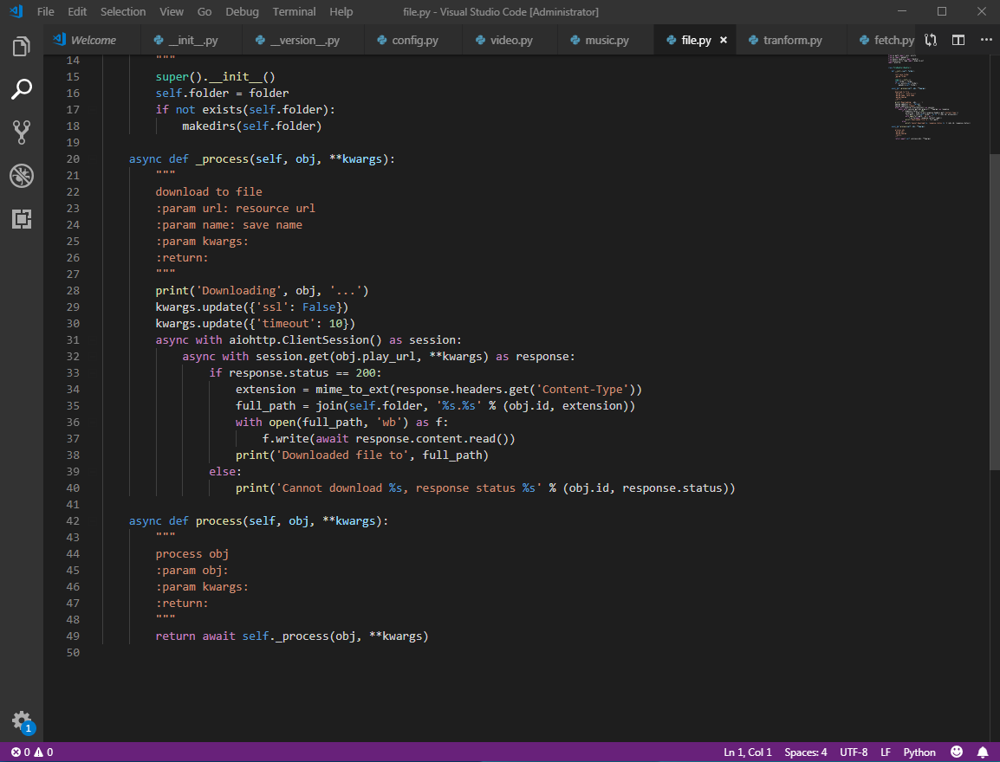 File Edit Selection View Go Debug Terminal Help file.py - Visual Studio Code [Administrator]
Welcome __init__.py __version__.py config.py video.py music.py file.py × tranform.py fetch.py ...
14 """
15 super().__init__()
16 self.folder = folder
17 if not exists(self.folder):
18 makedirs(self.folder)
19
20 async def _process(self, obj, **kwargs):
21 """
22 download to file
23 :param url: resource url
24 :param name: save name
25 :param kwargs:
26 :return:
27 """
28 print('Downloading', obj, '...')
29 kwargs.update({'ssl': False})
30 kwargs.update({'timeout': 10})
31 async with aiohttp.ClientSession() as session:
32 async with session.get(obj.play_url, **kwargs) as response:
33 if response.status == 200:
34 extension = mime_to_ext(response.headers.get('Content-Type'))
35 full_path = join(self.folder, '%s.%s' % (obj.id, extension))
36 with open(full_path, 'wb') as f:
37 f.write(await response.content.read())
38 print('Downloaded file to', full_path)
39 else:
40 print('Cannot download %s, response status %s' % (obj.id, response.status))
41
42 async def process(self, obj, **kwargs):
43 """
44 process obj
45 :param obj:
46 :param kwargs:
47 :return:
48 """
49 return await self._process(obj, **kwargs)
50
1
0 0 Ln 1, Col 1 Spaces: 4 UTF-8 LF Python